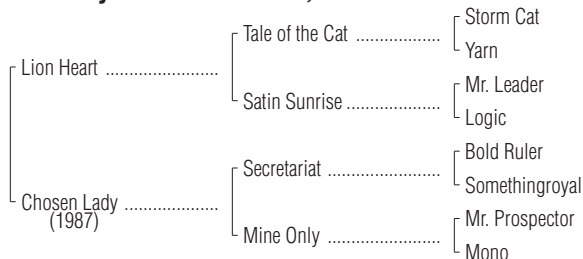 Storm Cat
Tale of the Cat ..................
Yarn
Lion Heart ........................
Mr. Leader
Satin Sunrise ....................
Logic
Bold Ruler
Secretariat ........................
Somethingroyal
Chosen Lady ....................
(1987)
Mr. Prospector
Mine Only ........................
Mono